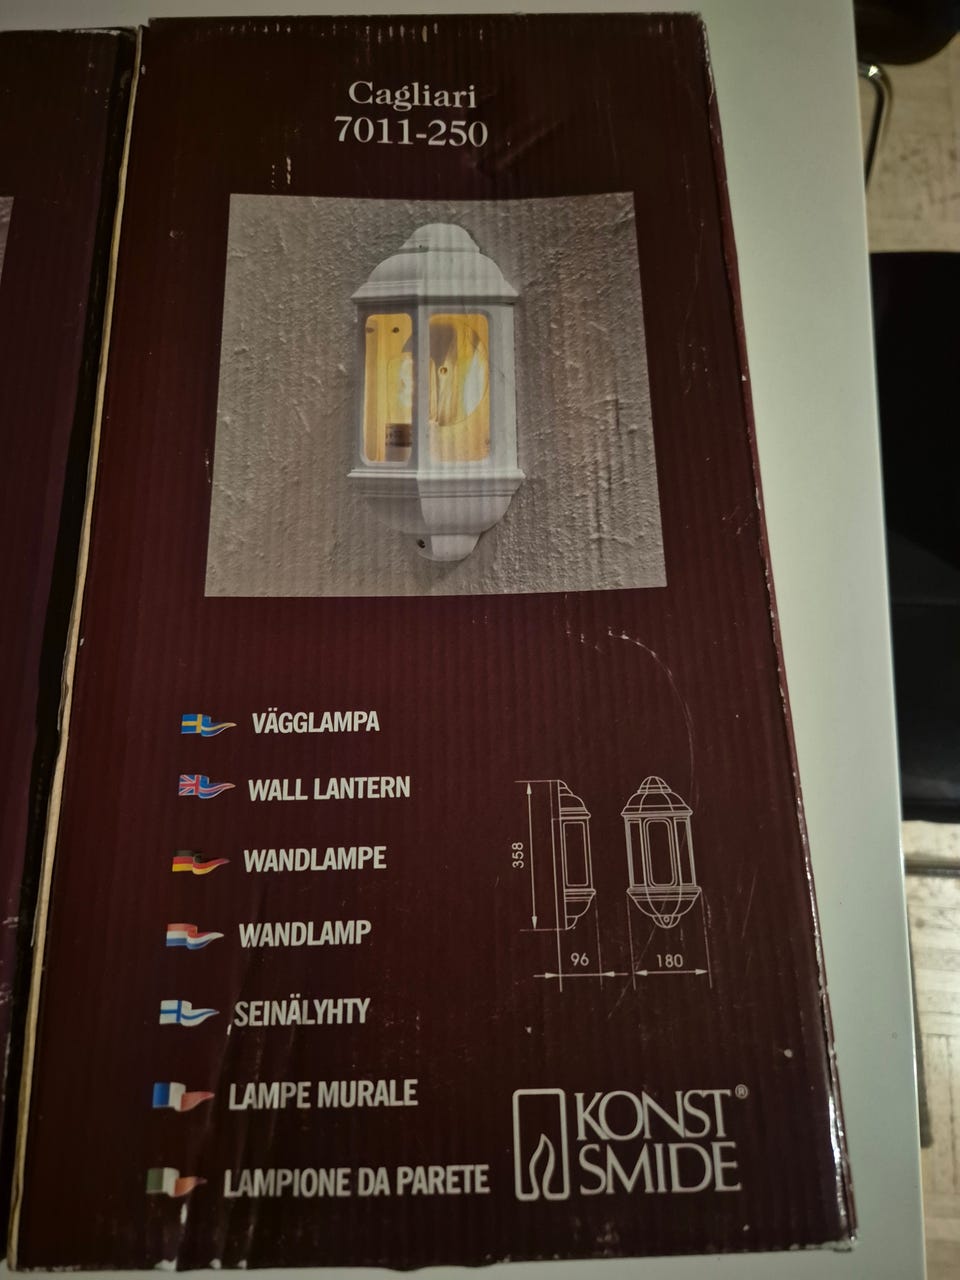 Cagliari
7011-250
VÄGGLAMPA
WALL LANTERN
WANDLAMPE
WANDLAMP
SEINÄLYHTY
LAMPE MURALE
LAMPIONE DA PARETE
358
96
180
KONST®
SMIDE